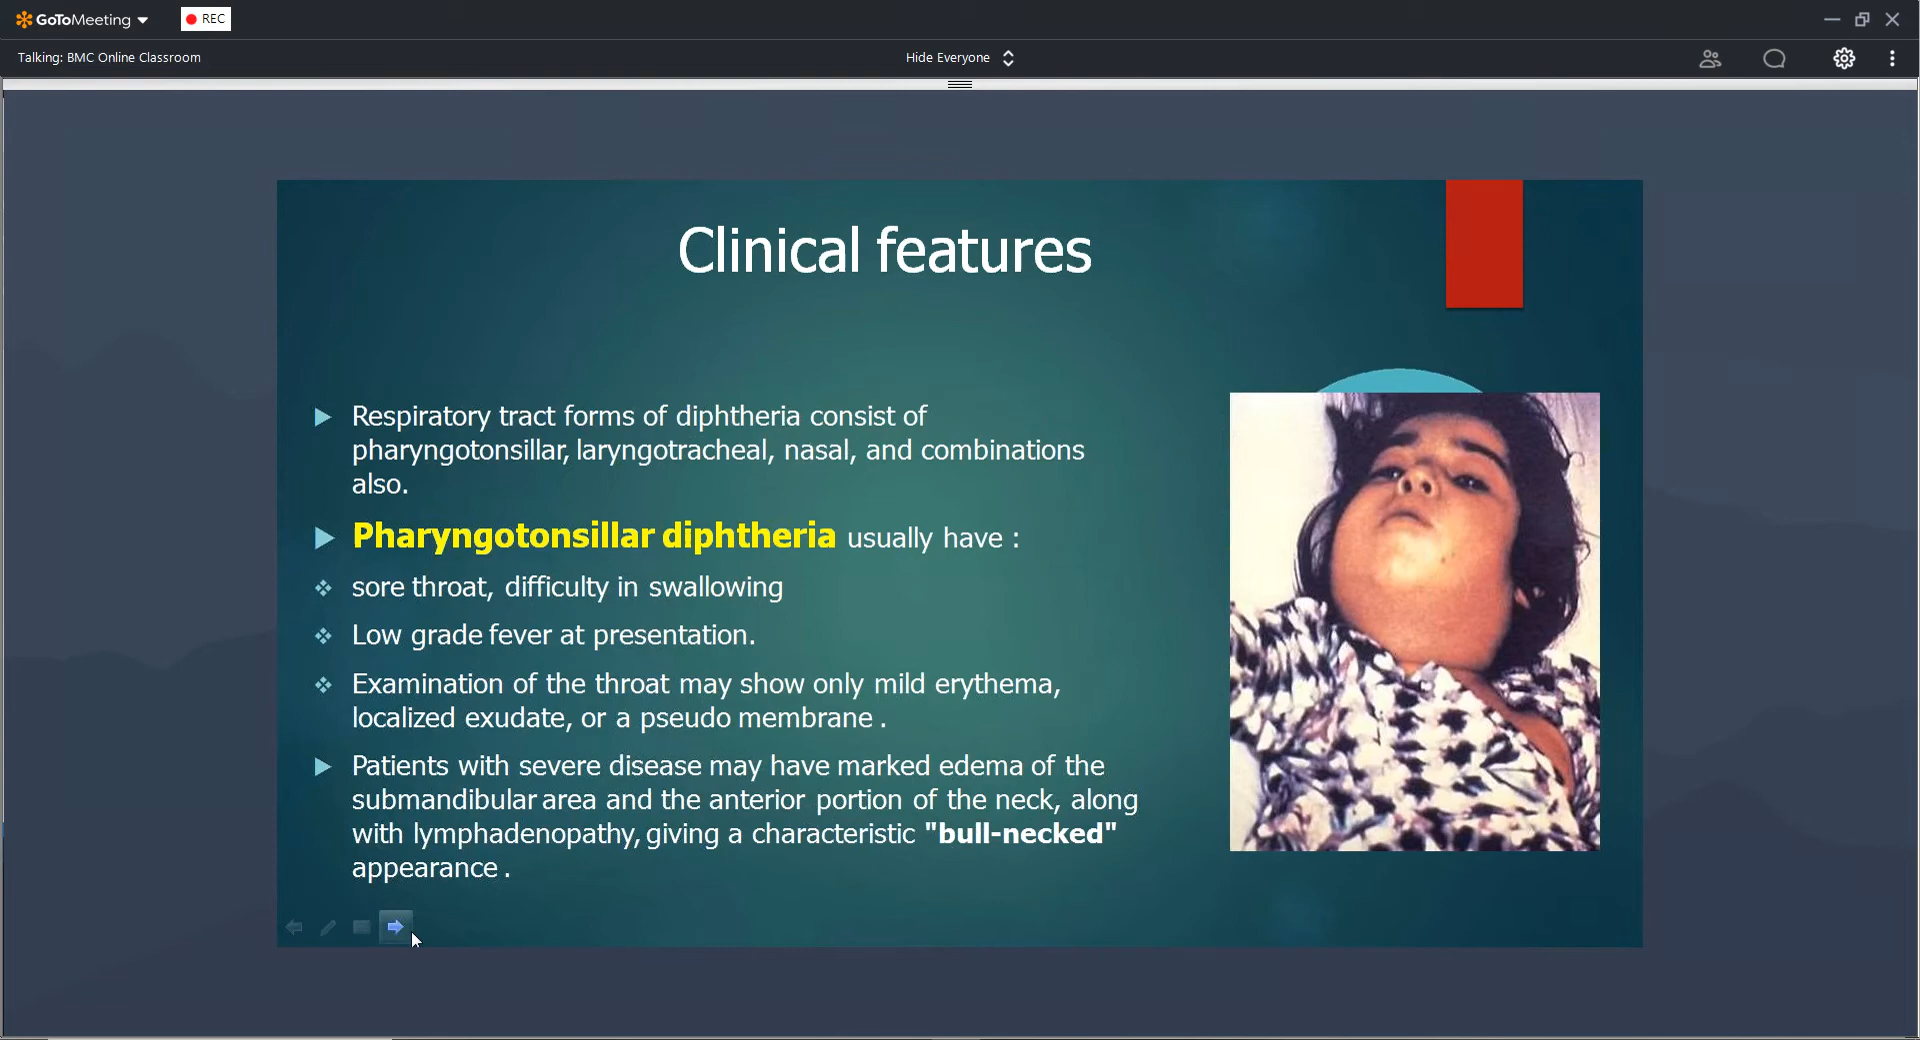 GoToMeeting
REC
Talking: BMC Online Classroom
Hide Everyone
Clinical features
Respiratory tract forms of diphtheria consist of
pharyngotonsillar, laryngotracheal, nasal, and combinations
also.
Pharyngotonsillar diphtheria usually have :
sore throat, difficulty in swallowing
Low grade fever at presentation.
Examination of the throat may show only mild erythema,
localized exudate, or a pseudo membrane .
Patients with severe disease may have marked edema of the
submandibular area and the anterior portion of the neck, along
with lymphadenopathy, giving a characteristic "bull-necked"
appearance .